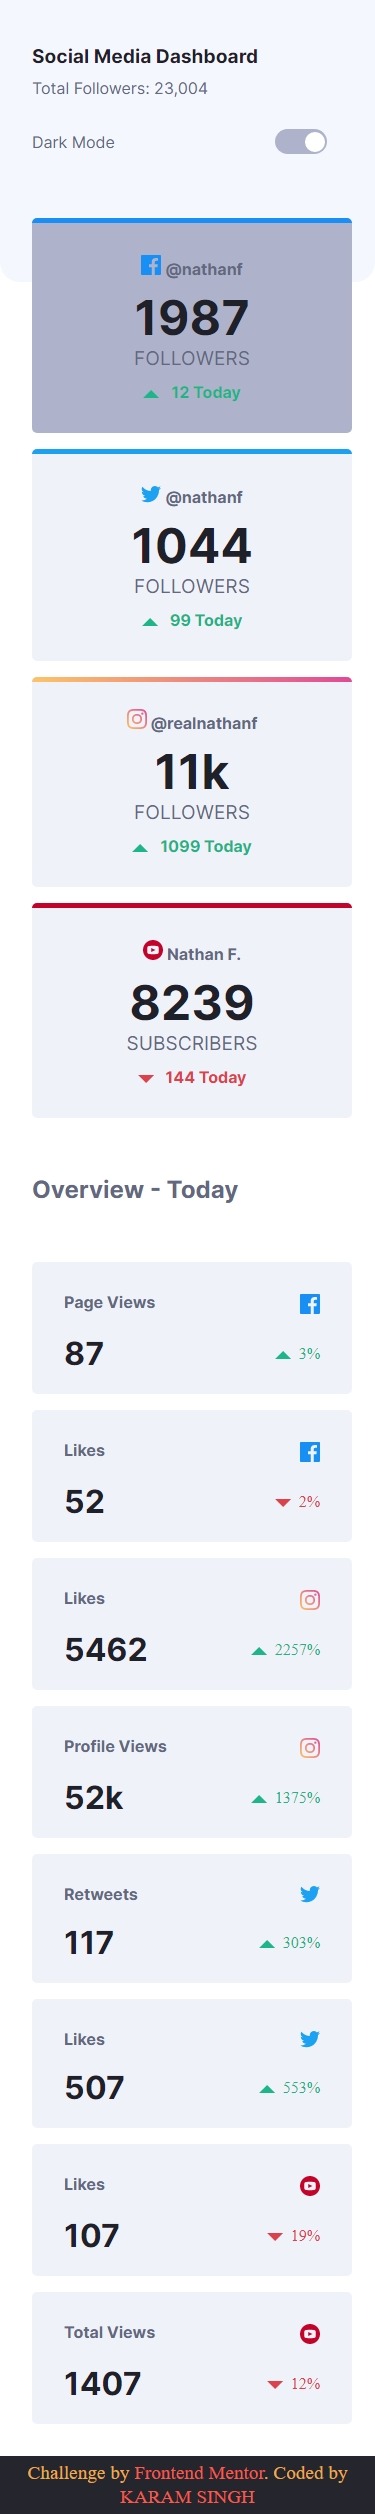 Social Media Dashboard
Total Followers: 23,004
Dark Mode
@nathanf
1987
FOLLOWERS
12 Today
@nathanf
1044
FOLLOWERS
99 Today
@realnathanf
11k
FOLLOWERS
1099 Today
Nathan F.
8239
SUBSCRIBERS
144 Today
Overview - Today
Page Views
87
3%
Likes
52
2%
Likes
5462
2257%
Profile Views
52k
1375%
Retweets
117
303%
Likes
507
553%
Likes
107
19%
Total Views
1407
12%
Challenge by Frontend Mentor. Coded by
KARAM SINGH